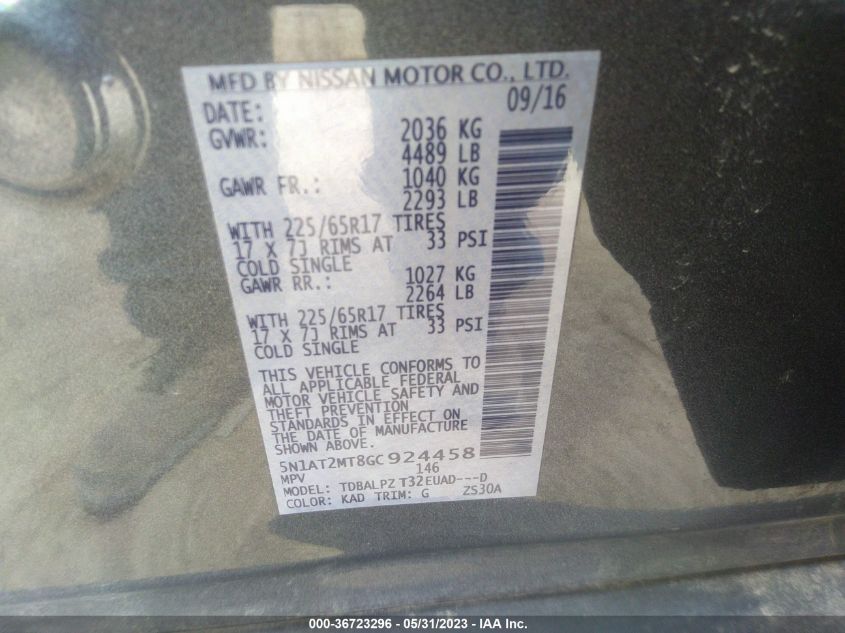 MFD BY NISSAN MOTOR CO., LTD.
DATE: 09/16
GVWR: 2036 KG
4489 LB
GAWR FR.: 1040 KG
2293 LB
WITH 225/65R17 TIRES
17 X 7J RIMS AT 33 PSI
COLD SINGLE
GAWR RR.: 1027 KG
2264 LB
WITH 225/65R17 TIRES
17 X 7J RIMS AT 33 PSI
COLD SINGLE
THIS VEHICLE CONFORMS TO
ALL APPLICABLE FEDERAL
MOTOR VEHICLE SAFETY AND
THEFT PREVENTION
STANDARDS IN EFFECT ON
THE DATE OF MANUFACTURE
SHOWN ABOVE.
5N1AT2MT8GC924458
MPV 146
MODEL: TDBALPZ T32EUAD---D
COLOR: KAD TRIM: G ZS30A
000-36723296 - 05/31/2023 - IAA Inc.